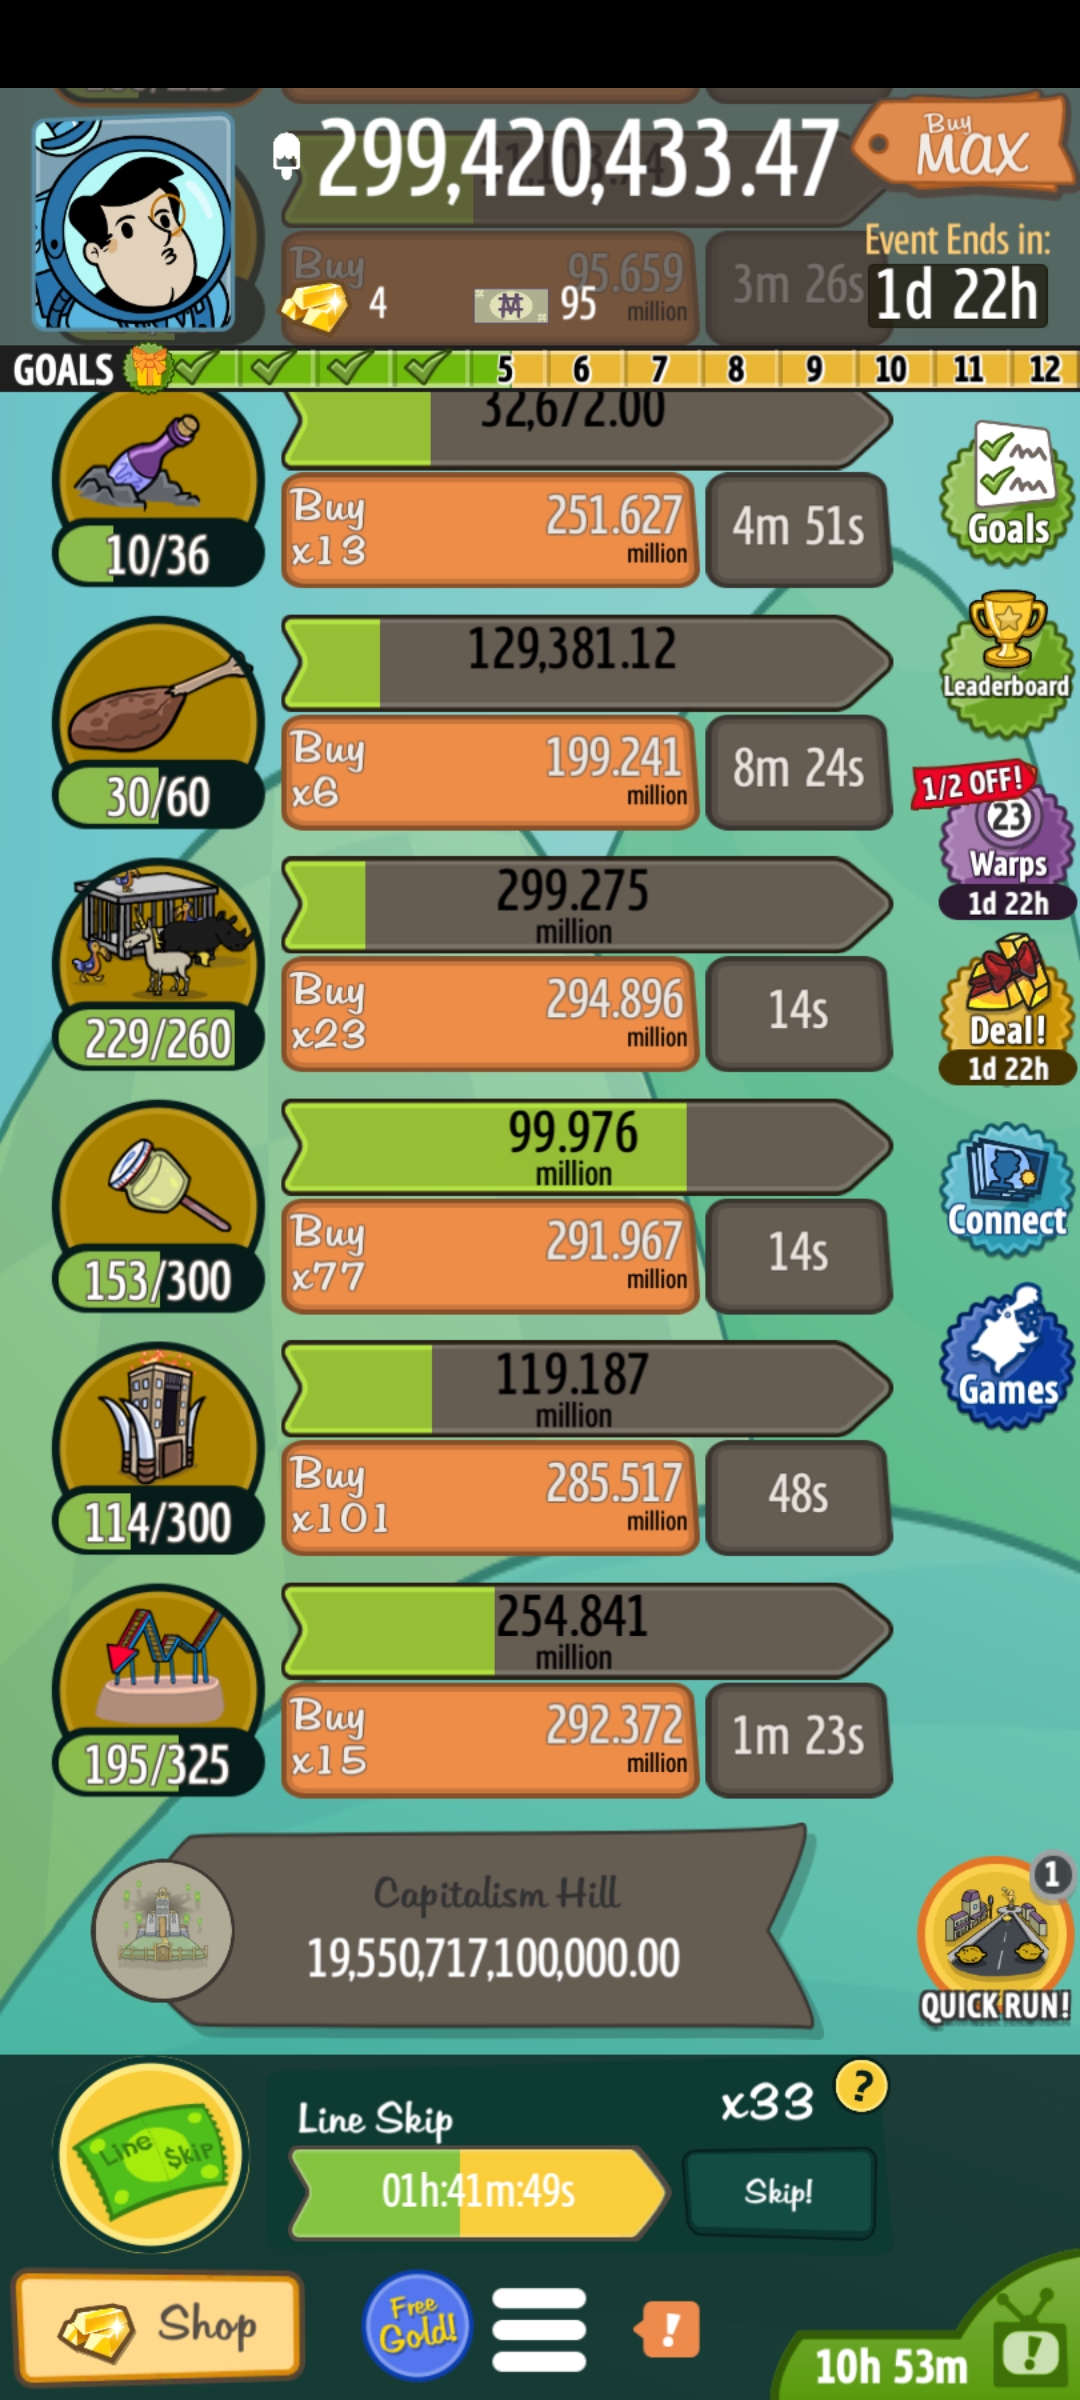 299,420,433.47
Buy
MAX
Buy
95.659
million
3m 26s
4
95
Event Ends in:
1d 22h
GOALS
5
6
7
8
9
10
11
12
32,672.00
Buy
x13
251.627
million
4m 51s
10/36
Goals
129,381.12
Buy
x6
199.241
million
8m 24s
30/60
Leaderboard
1/2 OFF!
23
Warps
1d 22h
299.275
million
Buy
x23
294.896
million
14s
229/260
Deal!
1d 22h
99.976
million
Buy
x77
291.967
million
14s
153/300
Connect
119.187
million
Buy
x101
285.517
million
48s
114/300
Games
254.841
million
Buy
x15
292.372
million
1m 23s
195/325
Capitalism Hill
19,550,717,100,000.00
1
QUICK RUN!
Line $kip
Line Skip
x33
?
01h:41m:49s
Skip!
Shop
Free
Gold!
!
10h 53m
!